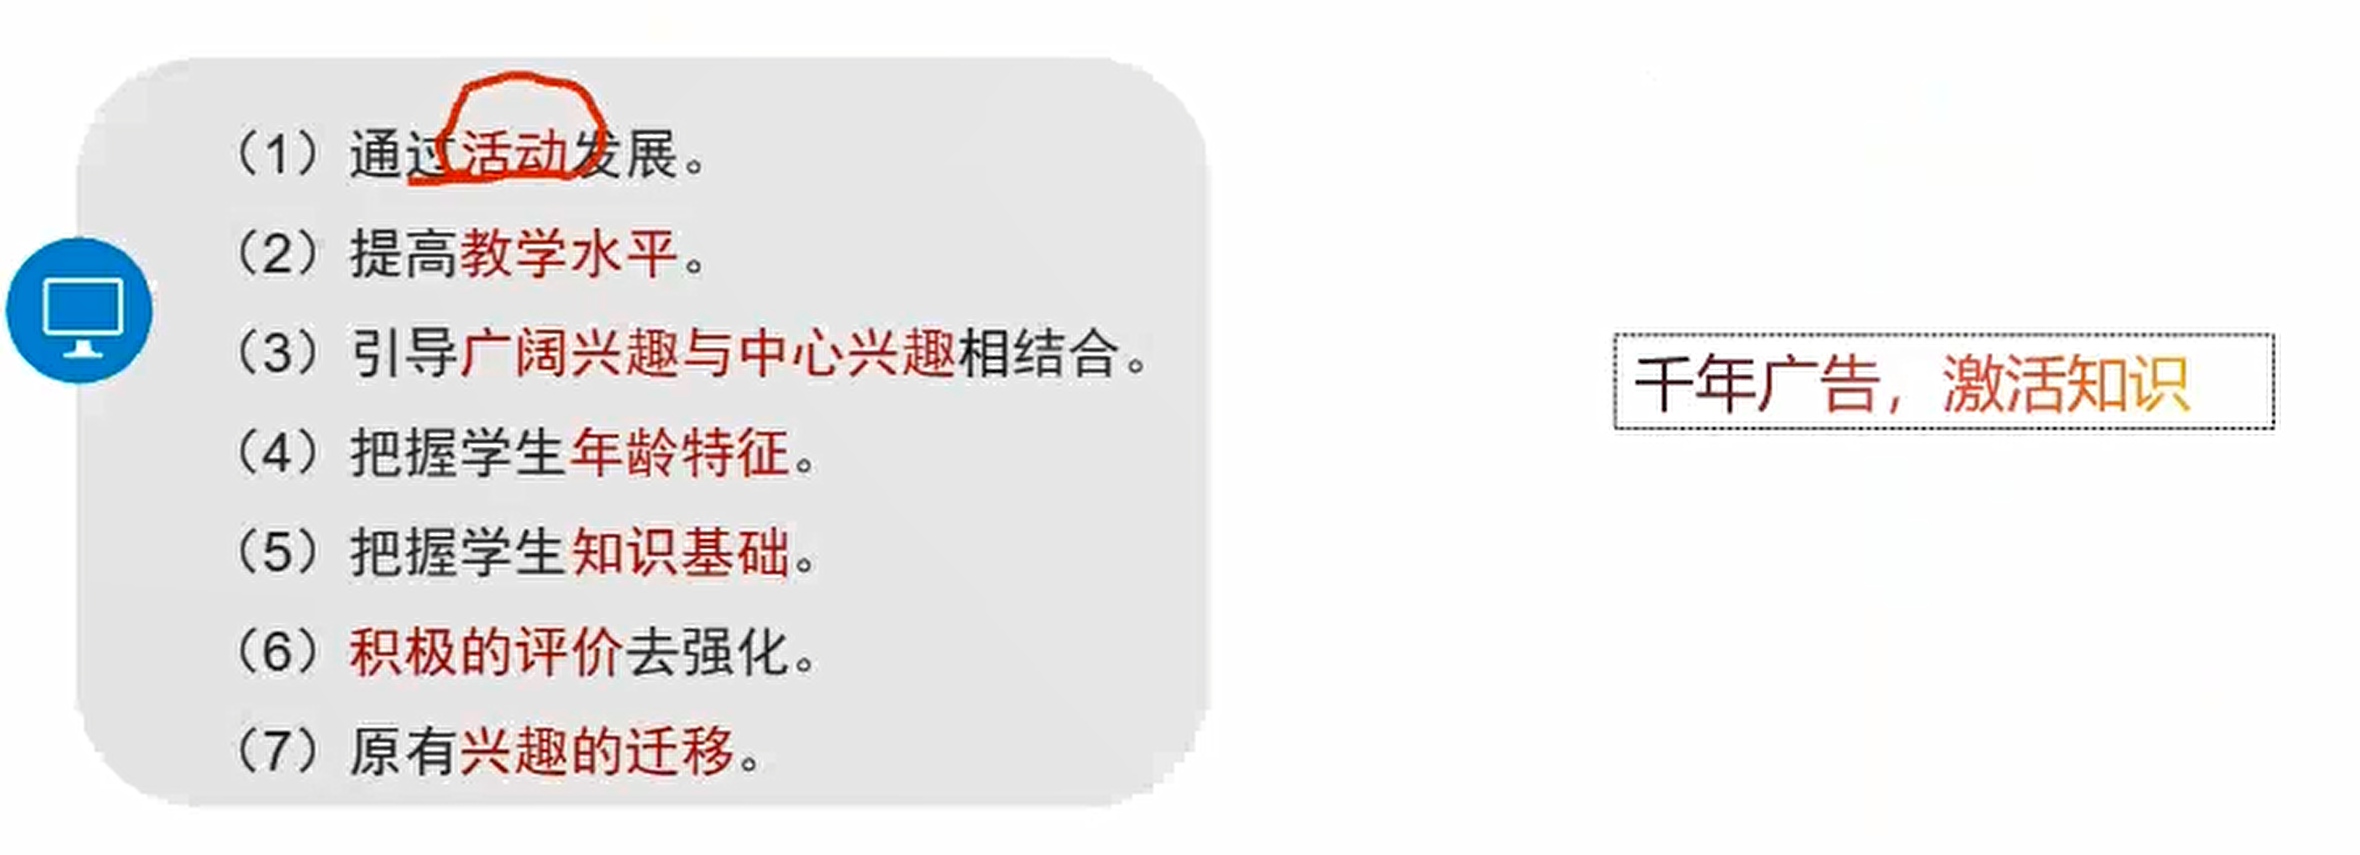 （1）通过活动发展。
（2）提高教学水平。
（3）引导广阔兴趣与中心兴趣相结合。
（4）把握学生年龄特征。
（5）把握学生知识基础。
（6）积极的评价去强化。
（7）原有兴趣的迁移。
千年广告，激活知识